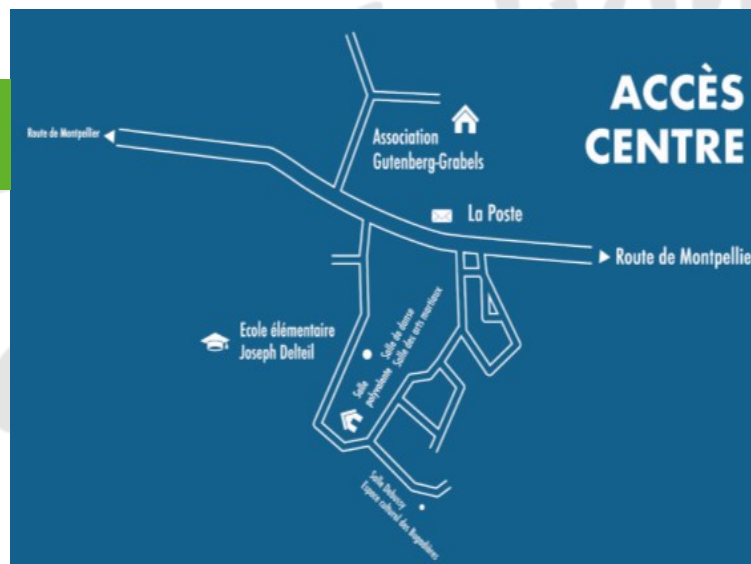 ACCÈS
CENTRE
Route de Montpellier
Association
Gutenberg-Grabels
La Poste
Route de Montpellie
Ecole élémentaire
Joseph Delteil
Salle de danse
Salle des arts martiaux
Salle
polyvalente
Salle Debussy
Espace culturel des